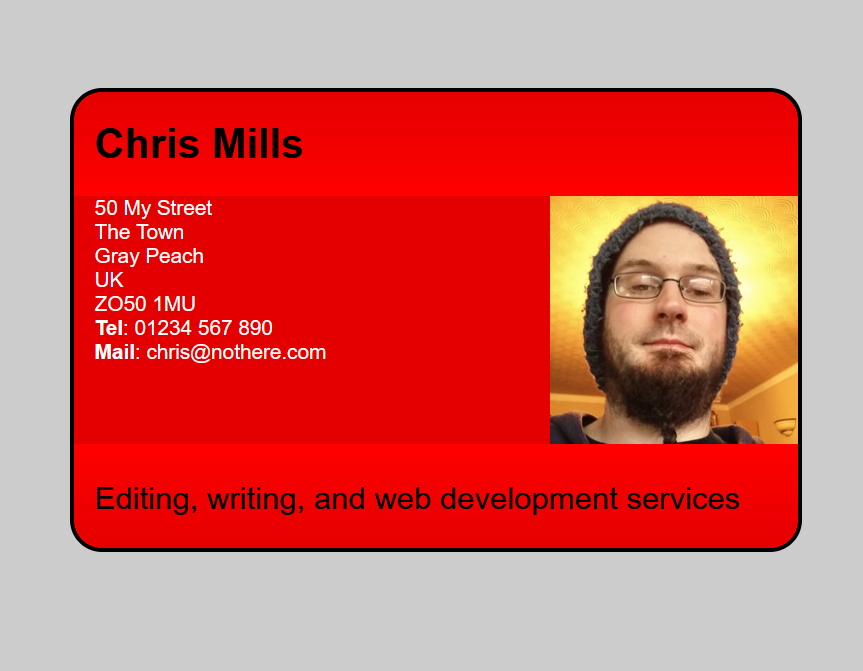 Chris Mills
50 My Street
The Town
Gray Peach
UK
ZO50 1MU
Tel: 01234 567 890
Mail: chris@nothere.com
Editing, writing, and web development services